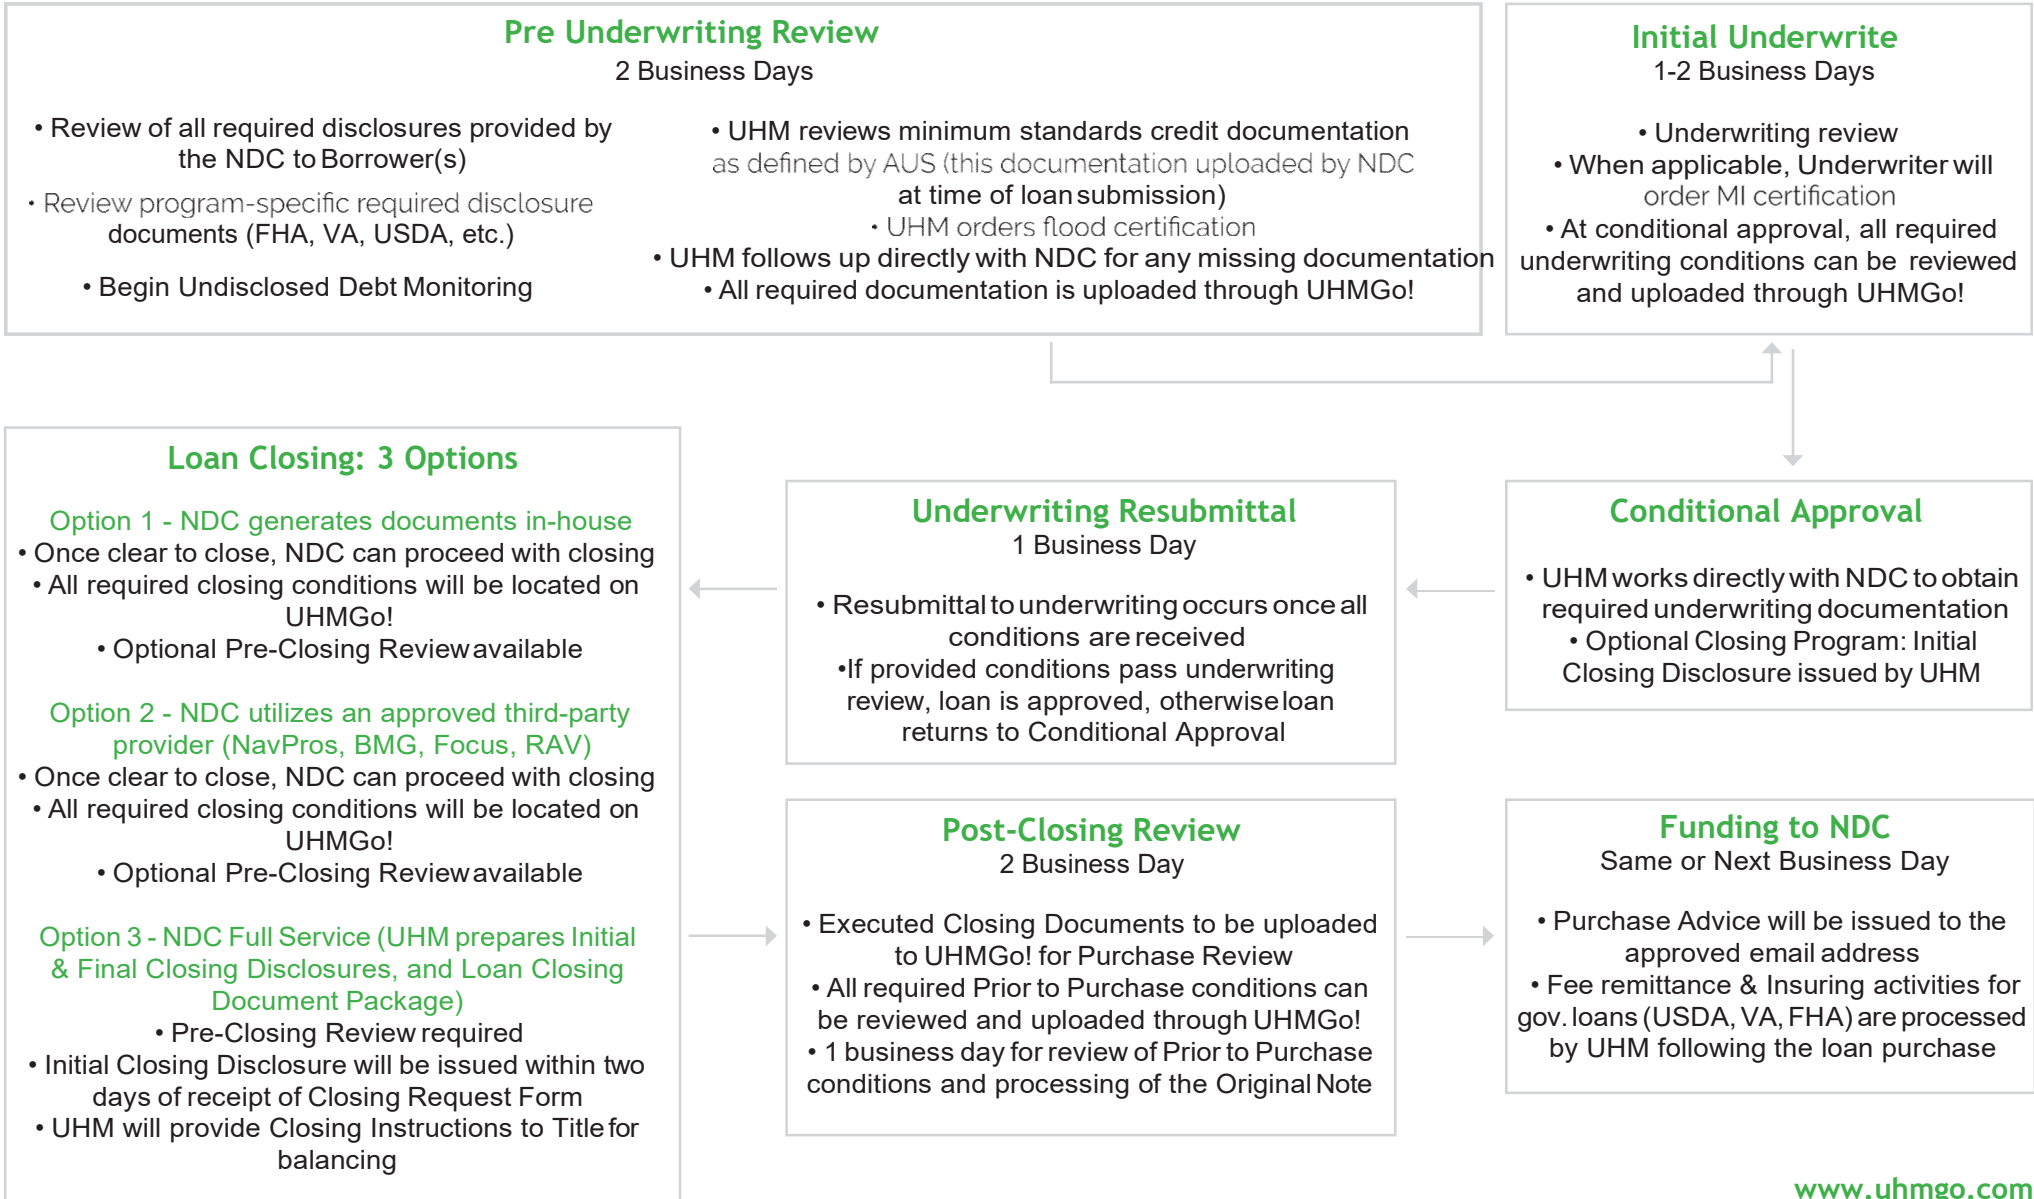 Pre Underwriting Review
2 Business Days
• Review of all required disclosures provided by
the NDC to Borrower(s)
• Review program-specific required disclosure
documents (FHA, VA, USDA, etc.)
• Begin Undisclosed Debt Monitoring
• UHM reviews minimum standards credit documentation
as defined by AUS (this documentation uploaded by NDC
at time of loan submission)
• UHM orders flood certification
• UHM follows up directly with NDC for any missing documentation
• All required documentation is uploaded through UHMGo!
Initial Underwrite
1-2 Business Days
• Underwriting review
• When applicable, Underwriter will
order MI certification
• At conditional approval, all required
underwriting conditions can be reviewed
and uploaded through UHMGo!
Conditional Approval
• UHM works directly with NDC to obtain
required underwriting documentation
• Optional Closing Program: Initial
Closing Disclosure issued by UHM
Underwriting Resubmittal
1 Business Day
• Resubmittal to underwriting occurs once all
conditions are received
•If provided conditions pass underwriting
review, loan is approved, otherwise loan
returns to Conditional Approval
Loan Closing: 3 Options
Option 1 - NDC generates documents in-house
• Once clear to close, NDC can proceed with closing
• All required closing conditions will be located on
UHMGo!
• Optional Pre-Closing Review available
Option 2 - NDC utilizes an approved third-party
provider (NavPros, BMG, Focus, RAV)
• Once clear to close, NDC can proceed with closing
• All required closing conditions will be located on
UHMGo!
• Optional Pre-Closing Review available
Option 3 - NDC Full Service (UHM prepares Initial
& Final Closing Disclosures, and Loan Closing
Document Package)
• Pre-Closing Review required
• Initial Closing Disclosure will be issued within two
days of receipt of Closing Request Form
• UHM will provide Closing Instructions to Title for
balancing
Post-Closing Review
2 Business Day
• Executed Closing Documents to be uploaded
to UHMGo! for Purchase Review
• All required Prior to Purchase conditions can
be reviewed and uploaded through UHMGo!
• 1 business day for review of Prior to Purchase
conditions and processing of the Original Note
Funding to NDC
Same or Next Business Day
• Purchase Advice will be issued to the
approved email address
• Fee remittance & Insuring activities for
gov. loans (USDA, VA, FHA) are processed
by UHM following the loan purchase
www.uhmgo.com